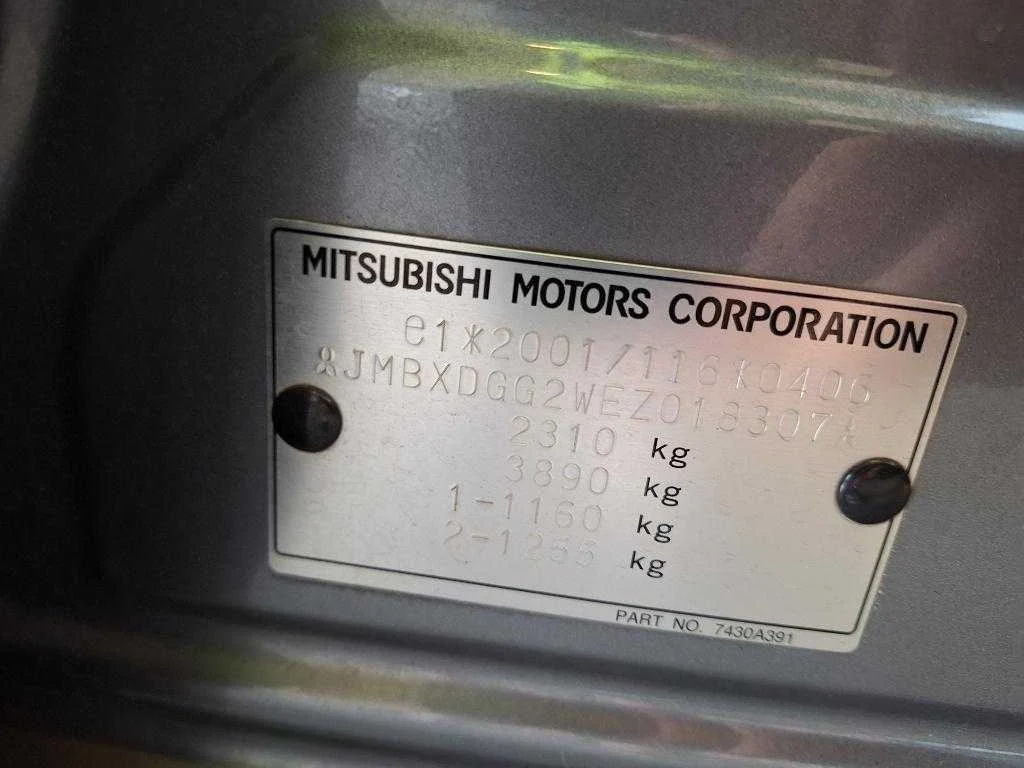 MITSUBISHI MOTORS CORPORATION
e1*2001/116*0406
JMBXDGG2WEZ018307
2310 kg
3890 kg
1-1160 kg
2-1255 kg
PART NO. 7430A391